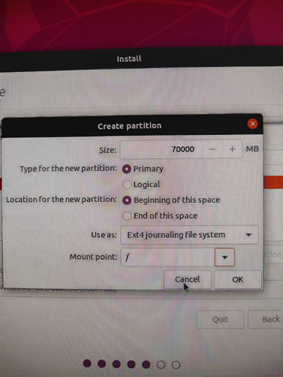 Install
e
Create partition
Size: 70000 − + MB
Type for the new partition: Primary
Logical
Location for the new partition: Beginning of this space
End of this space
Use as: Ext4 journaling file system
Mount point: /
Cancel OK
Quit Back